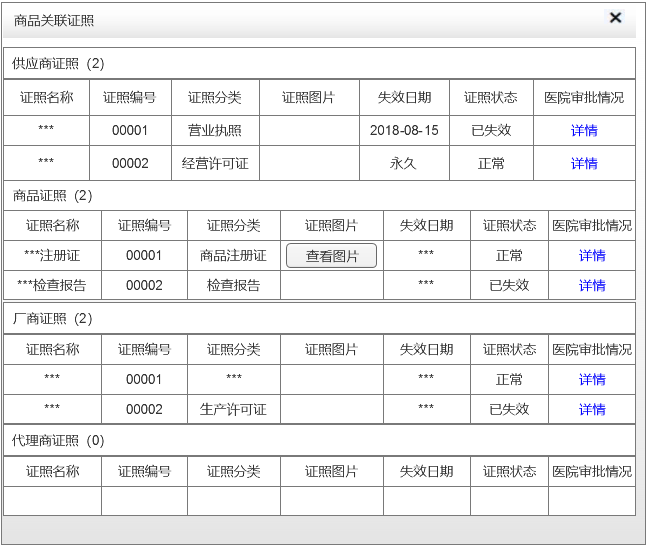 商品关联证照
供应商证照 (2)
证照名称 证照编号 证照分类 证照图片 失效日期 证照状态 医院审批情况
*** 00001 营业执照 2018-08-15 已失效 详情
*** 00002 经营许可证 永久 正常 详情
商品证照 (2)
证照名称 证照编号 证照分类 证照图片 失效日期 证照状态 医院审批情况
***注册证 00001 商品注册证 查看图片 *** 正常 详情
***检查报告 00002 检查报告 *** 已失效 详情
厂商证照 (2)
证照名称 证照编号 证照分类 证照图片 失效日期 证照状态 医院审批情况
*** 00001 *** *** 正常 详情
*** 00002 生产许可证 *** 已失效 详情
代理商证照 (0)
证照名称 证照编号 证照分类 证照图片 失效日期 证照状态 医院审批情况